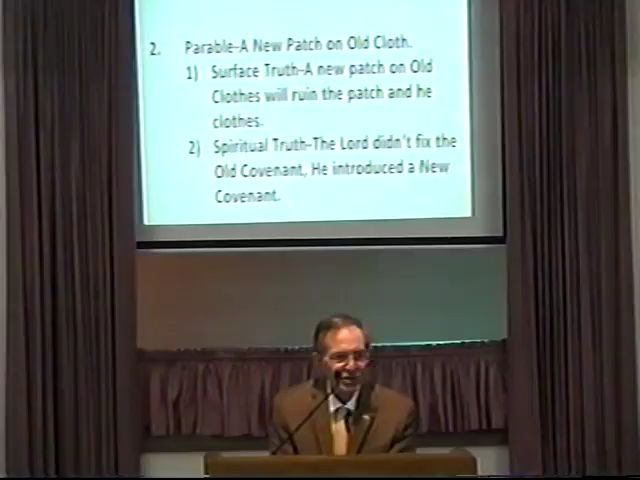 2. Parable-A New Patch on Old Cloth.
1) Surface Truth-A new patch on Old
Clothes will ruin the patch and he
clothes.
2) Spiritual Truth-The Lord didn't fix the
Old Covenant, He introduced a New
Covenant.